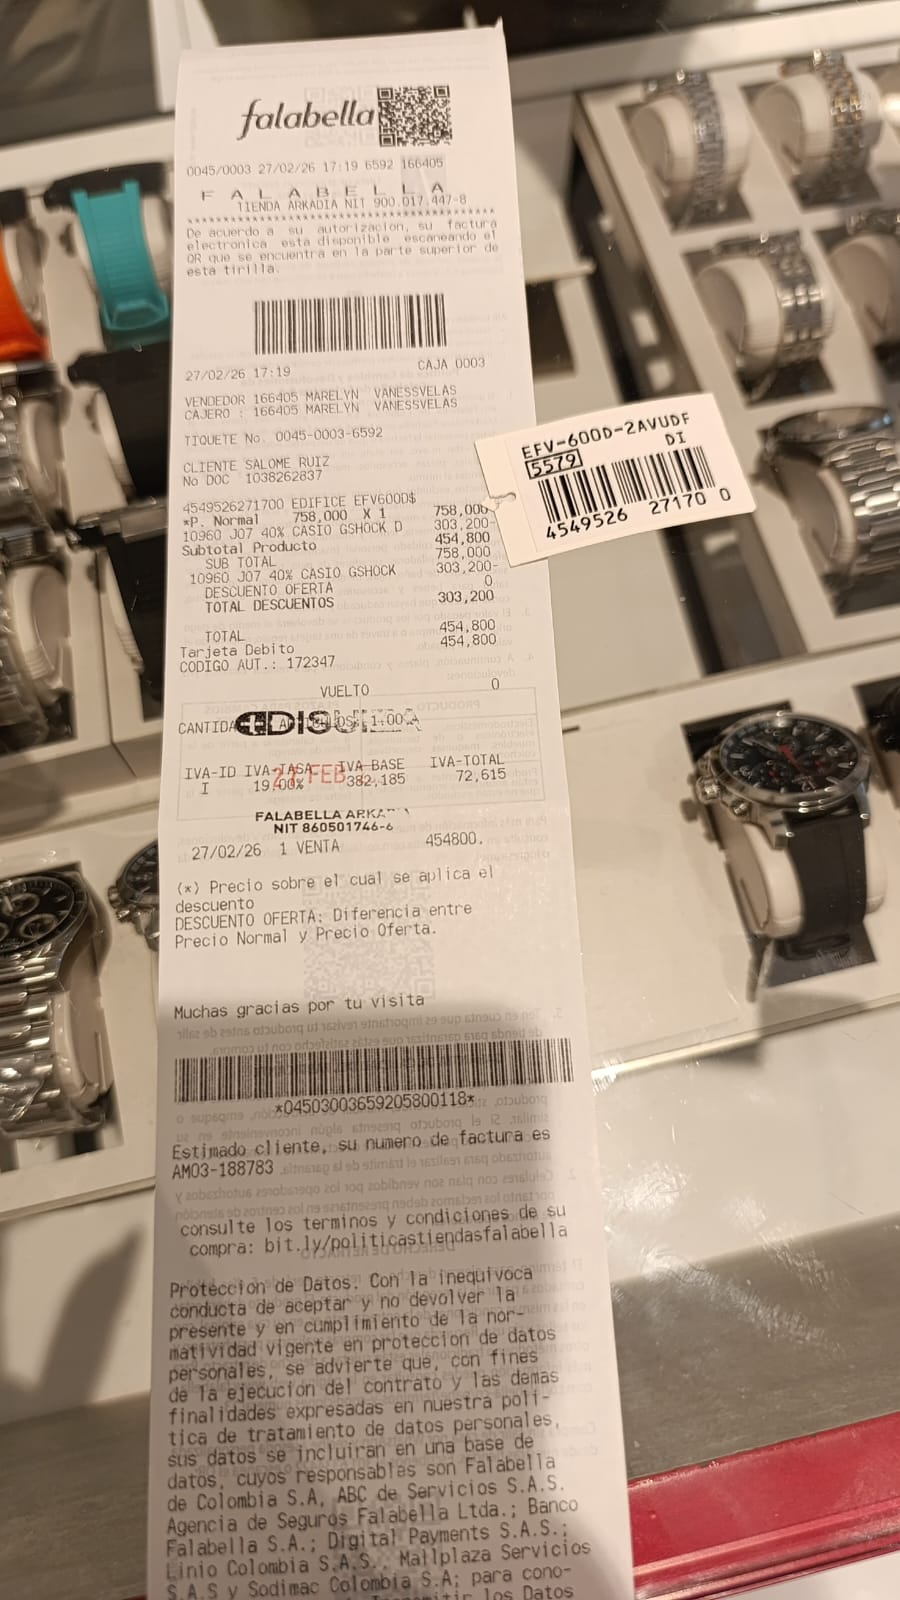 falabella
0045/0003 27/02/26 17:19 6592 166405
F A L A B E L L A
TIENDA ARKADIA NIT 900.017.447-8
De acuerdo a su autorizacion, su factura
electronica esta disponible escaneando el
QR que se encuentra en la parte superior de
esta tirilla.
27/02/26 17:19 CAJA 0003
VENDEDOR 166405 MARELYN VANESSVELAS
CAJERO : 166405 MARELYN VANESSVELAS
TIQUETE No. 0045-0003-6592
CLIENTE SALOME RUIZ
No DOC 1038262837
4549526271700 EDIFICE EFV600D$ 758,000
*P. Normal 758,000 X 1 303,200-
10960 J07 40% CASIO GSHOCK D 454,800
Subtotal Producto 758,000
SUB TOTAL 303,200-
10960 J07 40% CASIO GSHOCK 0
DESCUENTO OFERTA 303,200
TOTAL DESCUENTOS
TOTAL 454,800
Tarjeta Debito 454,800
CODIGO AUT.: 172347
VUELTO 0
1.00
IVA-ID IVA-TASA IVA BASE IVA-TOTAL
I 19.00% 382,185 72,615
27 FEB
FALABELLA
NIT 860501746-6
27/02/26 1 VENTA 454800.
(*) Precio sobre el cual se aplica el
descuento
DESCUENTO OFERTA: Diferencia entre
Precio Normal y Precio Oferta.
Muchas gracias por tu visita
*04503003659205800118*
Estimado cliente, su numero de factura es
AM03-188783
consulte los terminos y condiciones de su
compra: bit.ly/politicastiendasfalabella
Proteccion de Datos. Con la inequivoca
conducta de aceptar y no devolver la
presente y en cumplimiento de la nor-
matividad vigente en proteccion de datos
personales, se advierte que, con fines
de la ejecucion del contrato y las demas
finalidades expresadas en nuestra poli-
tica de tratamiento de datos personales,
sus datos se incluiran en una base de
datos, cuyos responsables son Falabella
de Colombia S.A, ABC de Servicios S.A.S.
Agencia de Seguros Falabella Ltda.; Banco
Falabella S.A.; Digital Payments S.A.S.;
Linio Colombia S.A.S.. Mallplaza Servicios
S.A.S y Sodimac Colombia S.A; para cono-
los Datos
EFV-600D-2AVUDF
5579 DI
4549526 27170 0